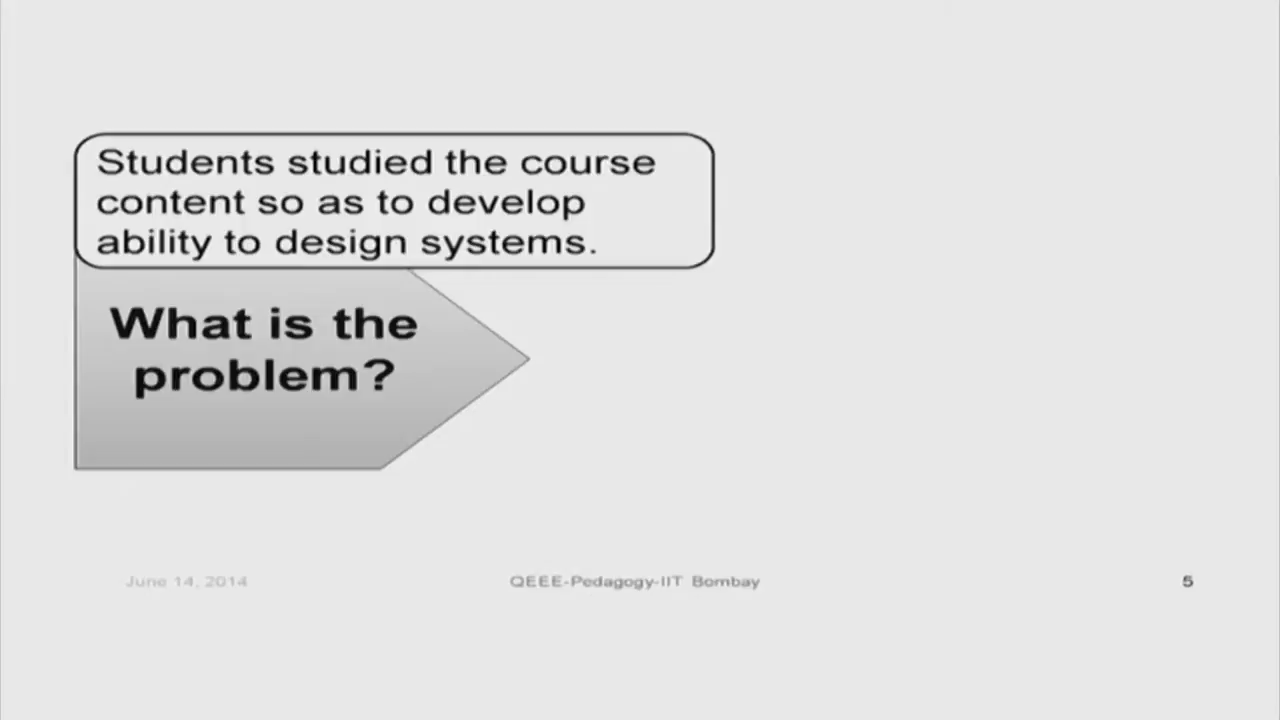 Students studied the course
content so as to develop
ability to design systems.
What is the
problem?
June 14, 2014
QEEE-Pedagogy-IIT Bombay
5